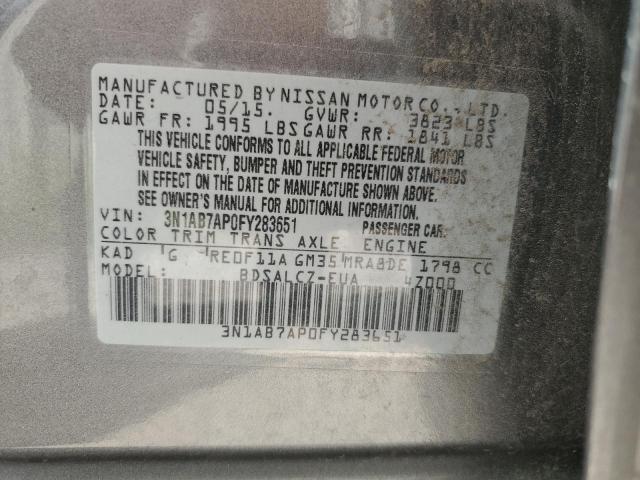 MANUFACTURED BY NISSAN MOTOR CO., LTD.
DATE: 05/15. GVWR: 3823 LBS
GAWR FR: 1995 LBS GAWR RR: 1841 LBS
THIS VEHICLE CONFORMS TO ALL APPLICABLE FEDERAL MOTOR
VEHICLE SAFETY, BUMPER AND THEFT PREVENTION STANDARDS
IN EFFECT ON THE DATE OF MANUFACTURE SHOWN ABOVE.
SEE OWNER'S MANUAL FOR ADDITIONAL INFORMATION.
VIN: 3N1AB7AP0FY283651 PASSENGER CAR.
COLOR TRIM TRANS AXLE ENGINE
KAD G RE0F11A GM35 MRA8DE 1798 CC
MODEL: BDSALCZ-EUA 4Z000
3N1AB7AP0FY283651